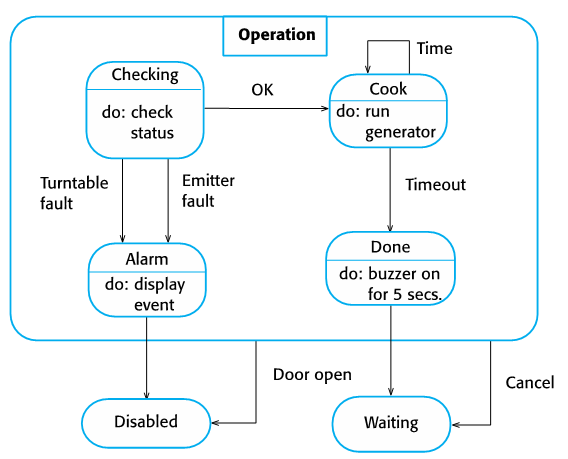 Operation
Time
Checking
do: check
status
OK
Cook
do: run
generator
Turntable
fault
Emitter
fault
Timeout
Alarm
do: display
event
Done
do: buzzer on
for 5 secs.
Door open
Cancel
Disabled
Waiting